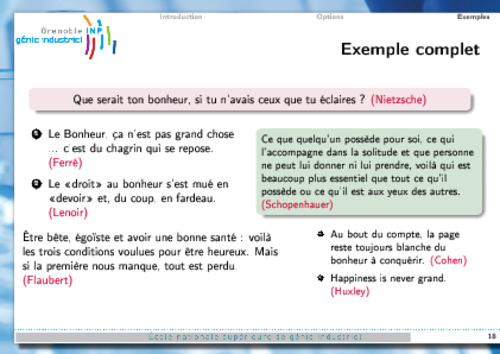 Introduction
Options
Exemples
Grenoble INP
génie industriel
Exemple complet
Que serait ton bonheur, si tu n'avais ceux que tu éclaires ? (Nietzsche)
1 Le Bonheur, ça n'est pas grand chose
... c'est du chagrin qui se repose.
(Ferré)
2 Le «droit» au bonheur s'est mué en
«devoir» et, du coup, en fardeau.
(Lenoir)
Être bête, égoïste et avoir une bonne santé : voilà
les trois conditions voulues pour être heureux. Mais
si la première nous manque, tout est perdu.
(Flaubert)
Ce que quelqu'un possède pour soi, ce qui
l'accompagne dans la solitude et que personne
ne peut lui donner ni lui prendre, voilà qui est
beaucoup plus essentiel que tout ce qu'il
possède ou ce qu'il est aux yeux des autres.
(Schopenhauer)
Au bout du compte, la page
reste toujours blanche du
bonheur à conquérir. (Cohen)
Happiness is never grand.
(Huxley)
École nationale supérieure de génie industriel
18